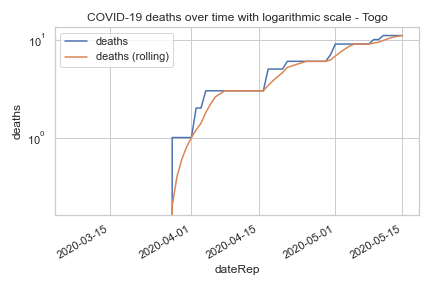 COVID-19 deaths over time with logarithmic scale - Togo
deaths
deaths (rolling)
10¹
10⁰
deaths
2020-03-15
2020-04-01
2020-04-15
2020-05-01
2020-05-15
dateRep